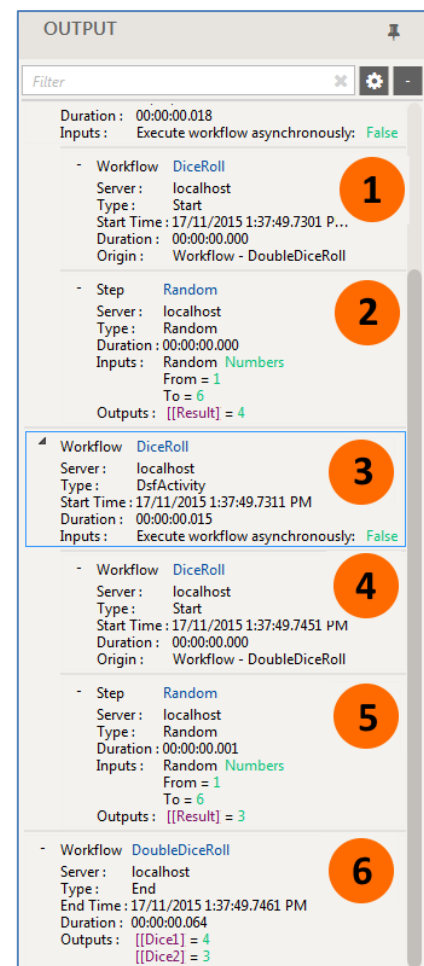 OUTPUT
Filter
Duration : 00:00:00.018
Inputs : Execute workflow asynchronously: False
- Workflow DiceRoll
Server : localhost
Type : Start
Start Time : 17/11/2015 1:37:49.7301 P...
Duration : 00:00:00.000
Origin : Workflow - DoubleDiceRoll
1
- Step Random
Server : localhost
Type : Random
Duration : 00:00:00.000
Inputs : Random Numbers
From = 1
To = 6
Outputs : [[Result] = 4
2
Workflow DiceRoll
Server : localhost
Type : DsfActivity
Start Time : 17/11/2015 1:37:49.7311 PM
Duration : 00:00:00.015
Inputs : Execute workflow asynchronously: False
3
- Workflow DiceRoll
Server : localhost
Type : Start
Start Time : 17/11/2015 1:37:49.7451 PM
Duration : 00:00:00.000
Origin : Workflow - DoubleDiceRoll
4
- Step Random
Server : localhost
Type : Random
Duration : 00:00:00.001
Inputs : Random Numbers
From = 1
To = 6
Outputs : [[Result] = 3
5
- Workflow DoubleDiceRoll
Server : localhost
Type : End
End Time : 17/11/2015 1:37:49.7461 PM
Duration : 00:00:00.064
Outputs : [[Dice1] = 4
[[Dice2] = 3
6